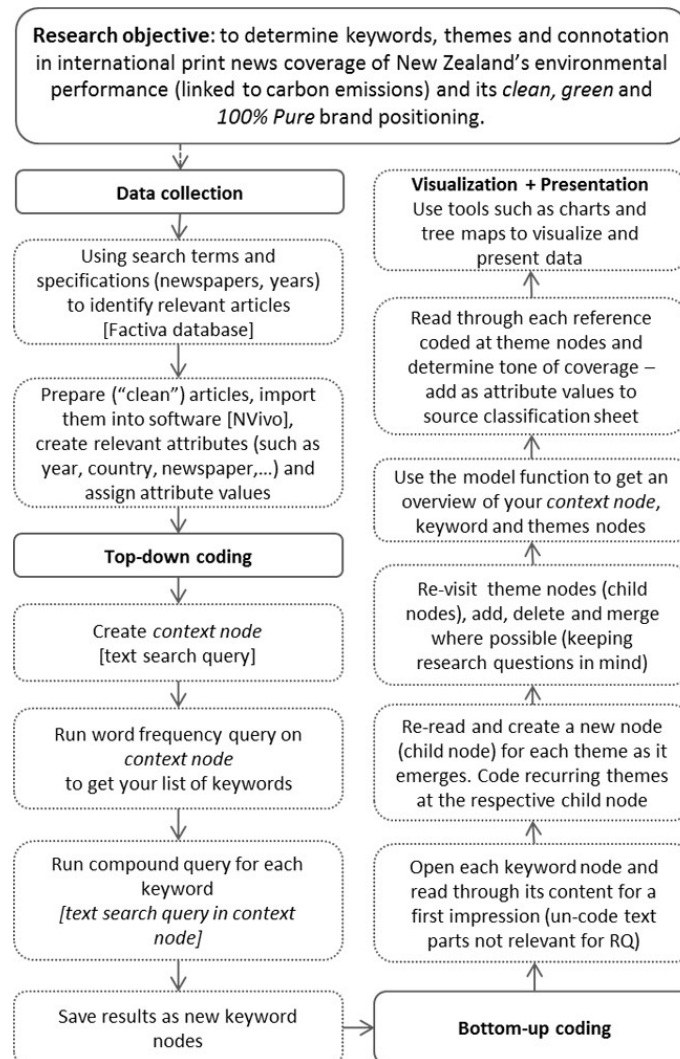 Research objective: to determine keywords, themes and connotation
in international print news coverage of New Zealand's environmental
performance (linked to carbon emissions) and its clean, green and
100% Pure brand positioning.
Data collection
Using search terms and
specifications (newspapers, years)
to identify relevant articles
[Factiva database]
Prepare (“clean”) articles, import
them into software [NVivo],
create relevant attributes (such as
year, country, newspaper,...) and
assign attribute values
Top-down coding
Create context node
[text search query]
Run word frequency query on
context node
to get your list of keywords
Run compound query for each
keyword
[text search query in context
node]
Save results as new keyword
nodes
Bottom-up coding
Open each keyword node and
read through its content for a
first impression (un-code text
parts not relevant for RQ)
Re-read and create a new node
(child node) for each theme as it
emerges. Code recurring themes
at the respective child node
Re-visit theme nodes (child
nodes), add, delete and merge
where possible (keeping
research questions in mind)
Use the model function to get an
overview of your context node,
keyword and themes nodes
Read through each reference
coded at theme nodes and
determine tone of coverage –
add as attribute values to
source classification sheet
Visualization + Presentation
Use tools such as charts and
tree maps to visualize and
present data